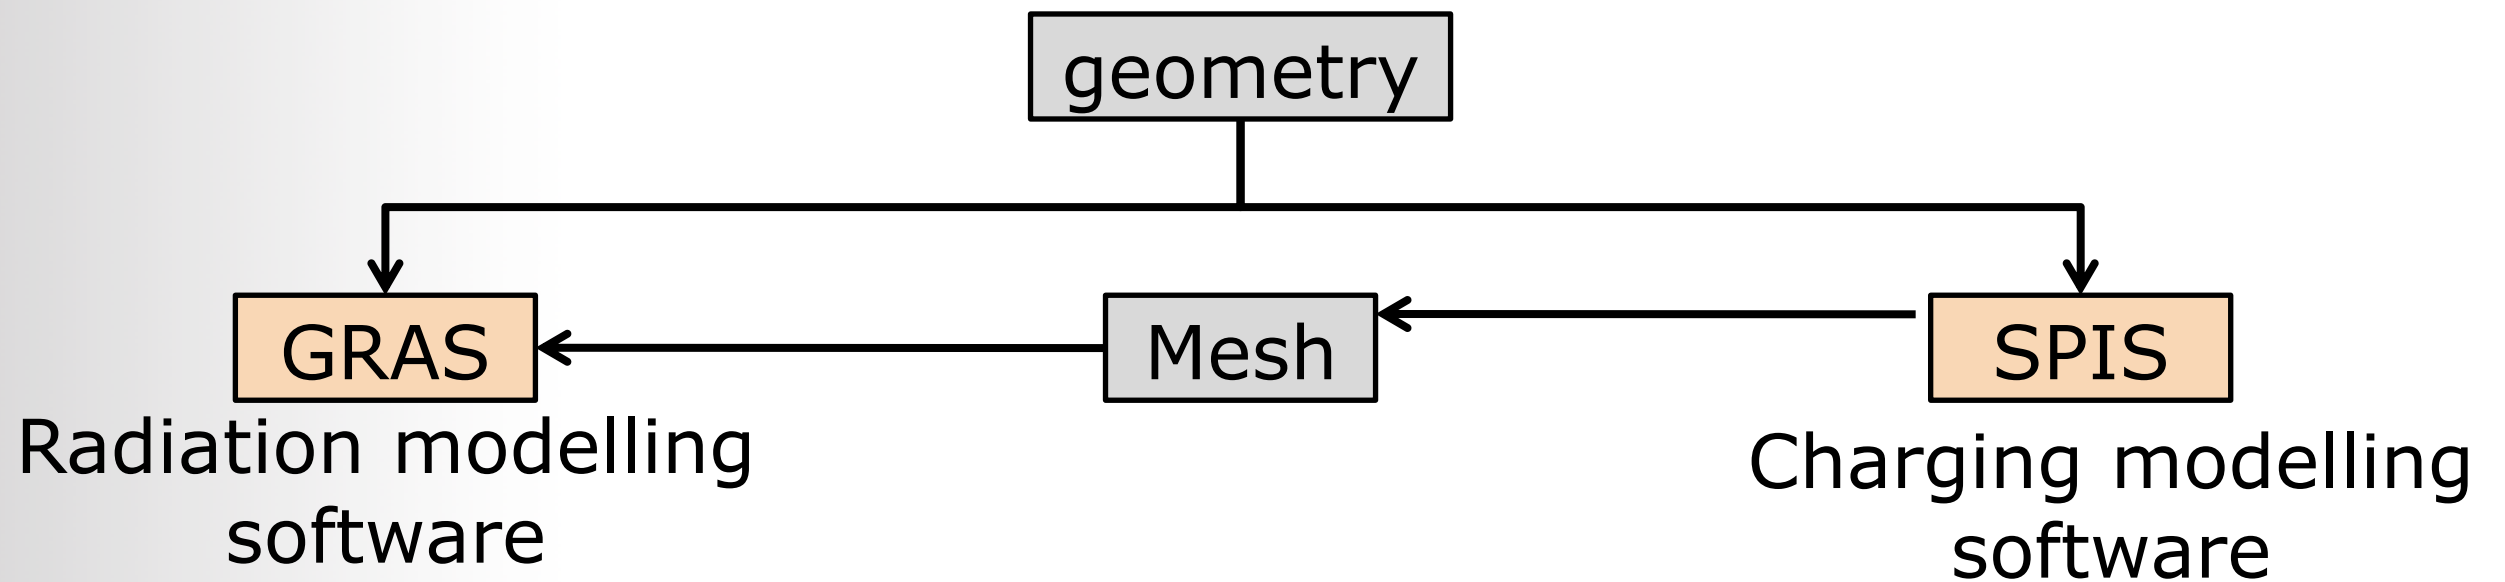 geometry
GRAS
Mesh
SPIS
Radiation modelling
software
Charging modelling
software